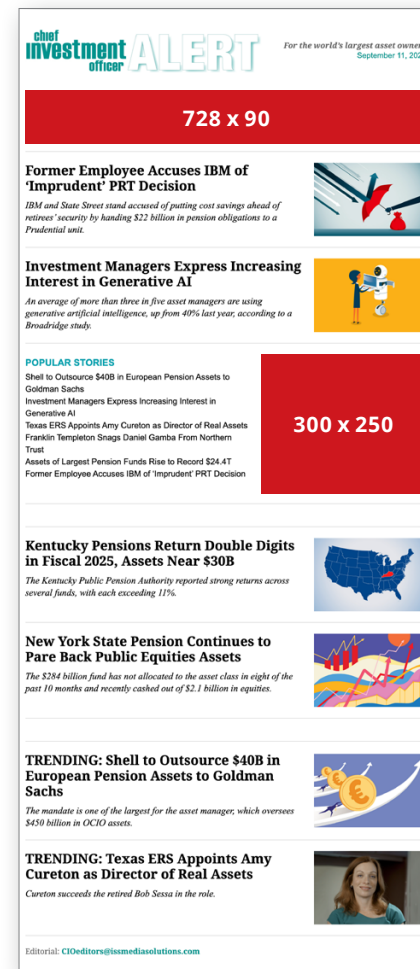 chief
investment
officer
ALERT
For the world's largest asset
September 11,
728 x 90
Former Employee Accuses IBM of
‘Imprudent’ PRT Decision
IBM and State Street stand accused of putting cost savings ahead of
retirees’ security by handing $22 billion in pension obligations to a
Prudential unit.
Investment Managers Express Increasing
Interest in Generative AI
An average of more than three in five asset managers are using
generative artificial intelligence, up from 40% last year, according to a
Broadridge study.
POPULAR STORIES
Shell to Outsource $40B in European Pension Assets to
Goldman Sachs
Investment Managers Express Increasing Interest in
Generative AI
Texas ERS Appoints Amy Cureton as Director of Real Assets
Franklin Templeton Snags Daniel Gamba From Northern
Trust
Assets of Largest Pension Funds Rise to Record $24.4T
Former Employee Accuses IBM of ‘Imprudent’ PRT Decision
300 x 250
Kentucky Pensions Return Double Digits
in Fiscal 2025, Assets Near $30B
The Kentucky Public Pension Authority reported strong returns across
several funds, with each exceeding 11%.
New York State Pension Continues to
Pare Back Public Equities Assets
The $284 billion fund has not allocated to the asset class in eight of the
past 10 months and recently cashed out of $2.1 billion in equities.
TRENDING: Shell to Outsource $40B in
European Pension Assets to Goldman
Sachs
The mandate is one of the largest for the asset manager, which oversees
$450 billion in OCIO assets.
TRENDING: Texas ERS Appoints Amy
Cureton as Director of Real Assets
Cureton succeeds the retired Bob Sessa in the role.
Editorial: CIOeditors@issmediasolutions.com